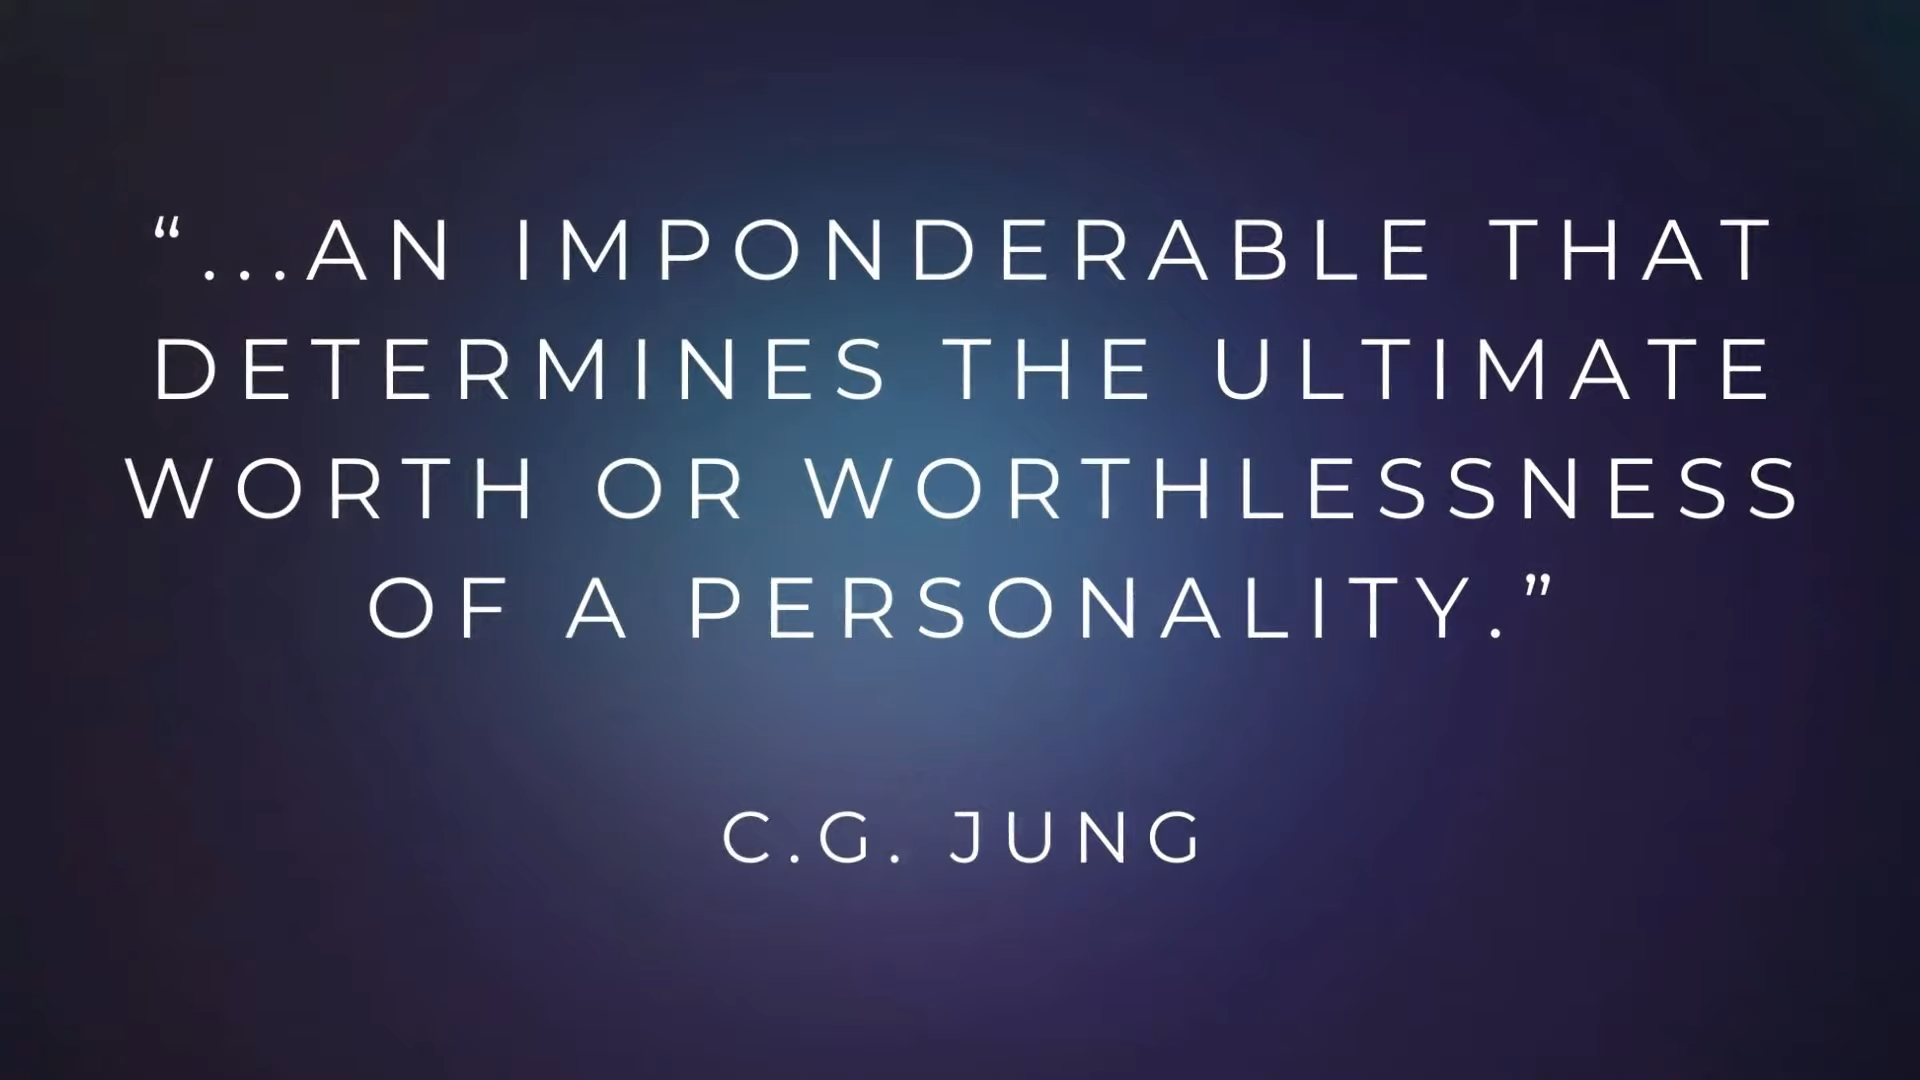 “...AN IMPONDERABLE THAT
DETERMINES THE ULTIMATE
WORTH OR WORTHLESSNESS
OF A PERSONALITY.”
C.G. JUNG